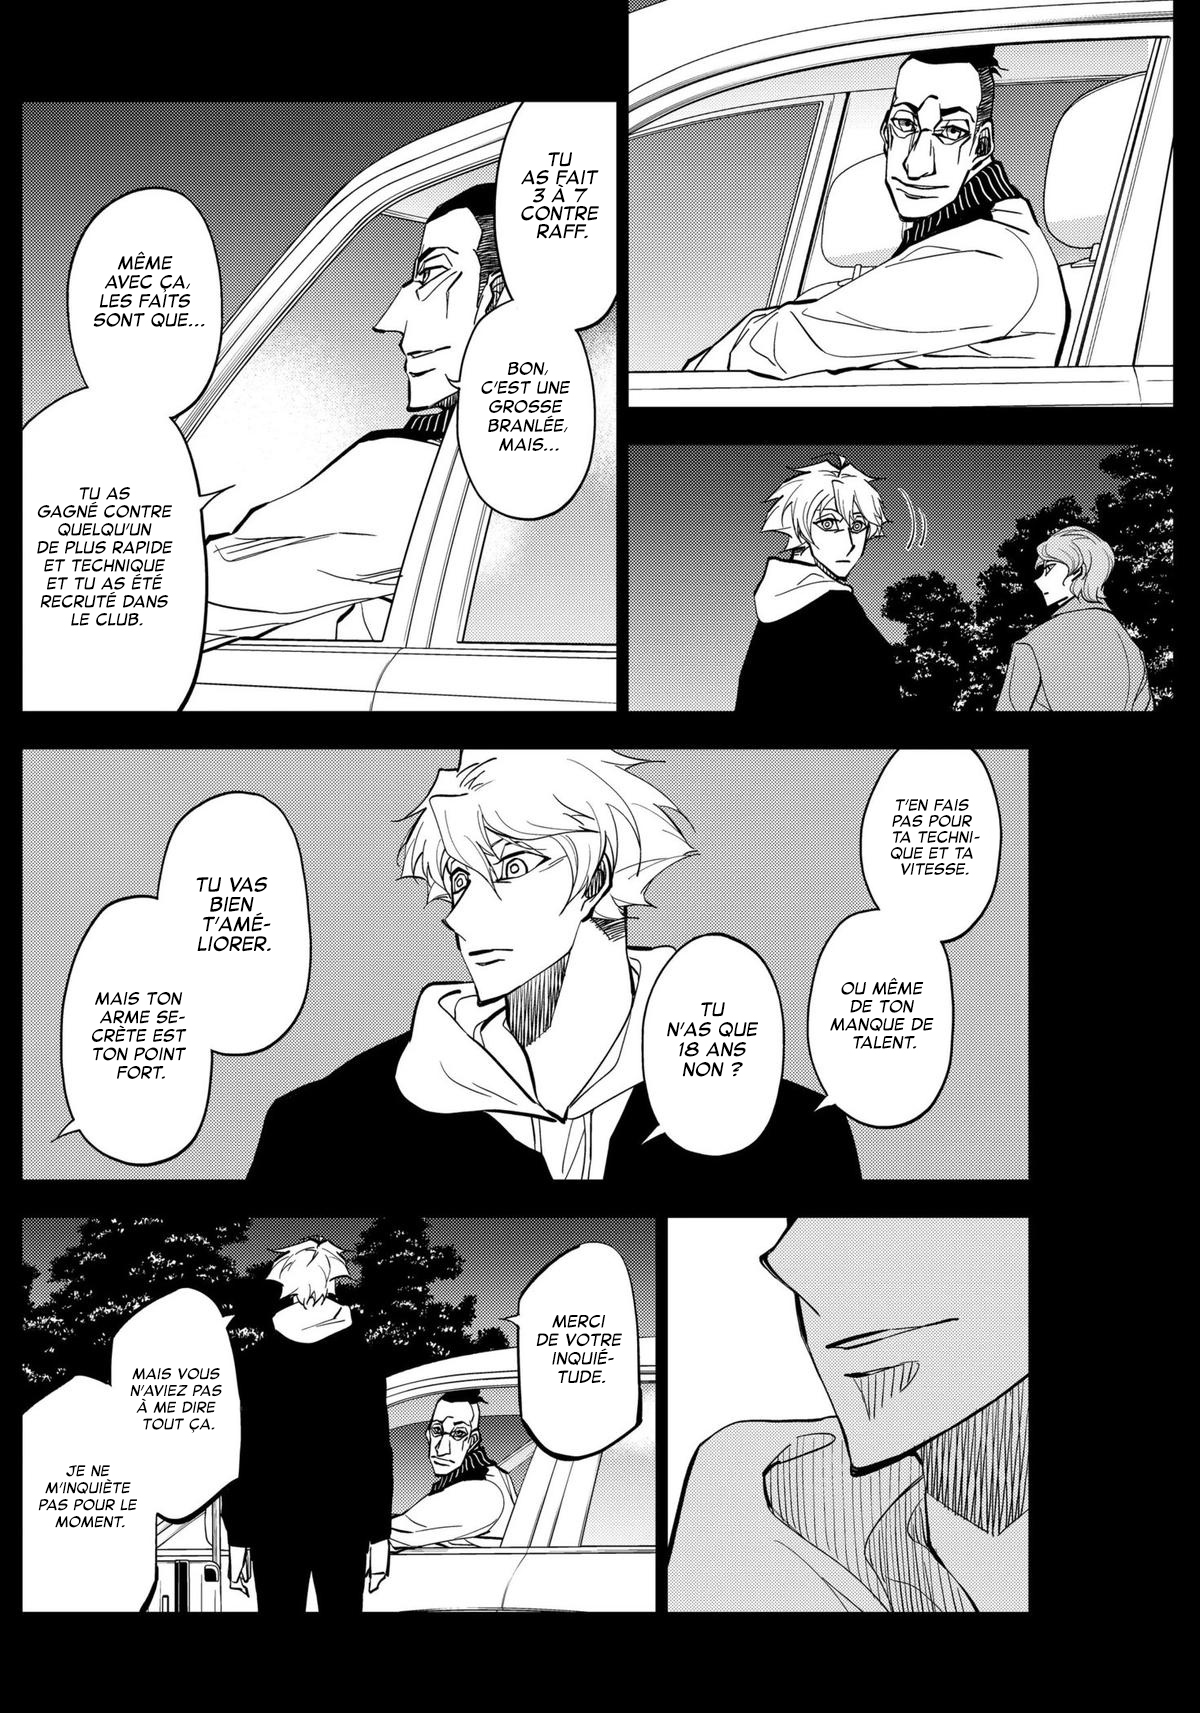 TU
AS FAIT
3 À 7
CONTRE
RAFF.
BON,
C'EST UNE
GROSSE
BRANLÉE,
MAIS...
MÊME
AVEC ÇA,
LES FAITS
SONT QUE...
TU AS
GAGNÉ CONTRE
QUELQU'UN
DE PLUS RAPIDE
ET TECHNIQUE
ET TU AS ÉTÉ
RECRUTÉ DANS
LE CLUB.
T'EN FAIS
PAS POUR
TA TECHNI-
QUE ET TA
VITESSE.
OU MÊME
DE TON
MANQUE DE
TALENT.
TU
N'AS QUE
18 ANS
NON ?
TU VAS
BIEN
T'AMÉ-
LIORER.
MAIS TON
ARME SE-
CRÈTE EST
TON POINT
FORT.
MERCI
DE VOTRE
INQUIÉ-
TUDE.
MAIS VOUS
N'AVIEZ PAS
À ME DIRE
TOUT ÇA.
JE NE
M'INQUIÈTE
PAS POUR LE
MOMENT.